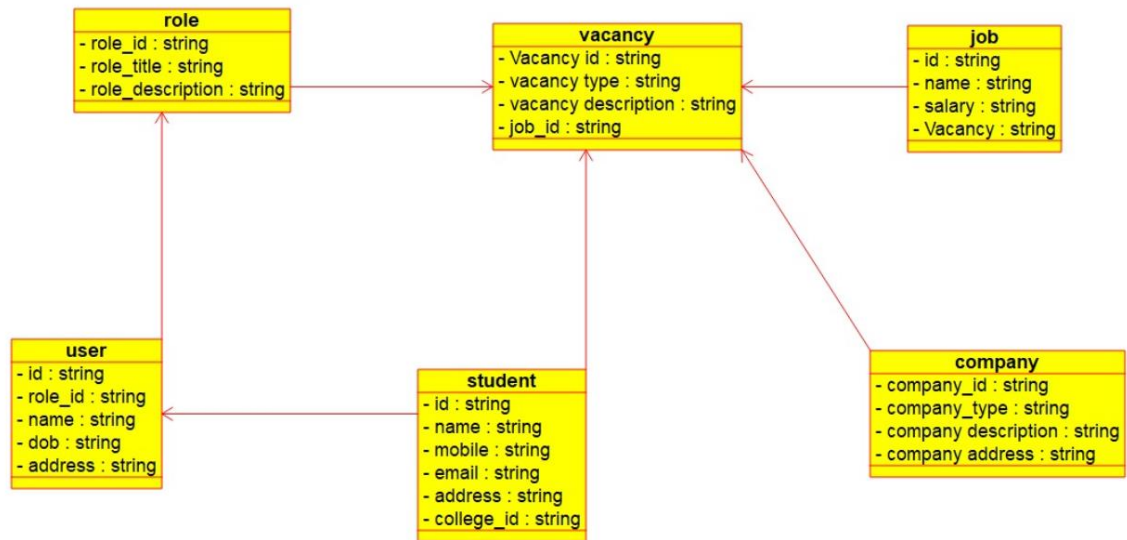 role
- role_id : string
- role_title : string
- role_description : string
vacancy
- Vacancy id : string
- vacancy type : string
- vacancy description : string
- job_id : string
job
- id : string
- name : string
- salary : string
- Vacancy : string
user
- id : string
- role_id : string
- name : string
- dob : string
- address : string
student
- id : string
- name : string
- mobile : string
- email : string
- address : string
- college_id : string
company
- company_id : string
- company_type : string
- company description : string
- company address : string